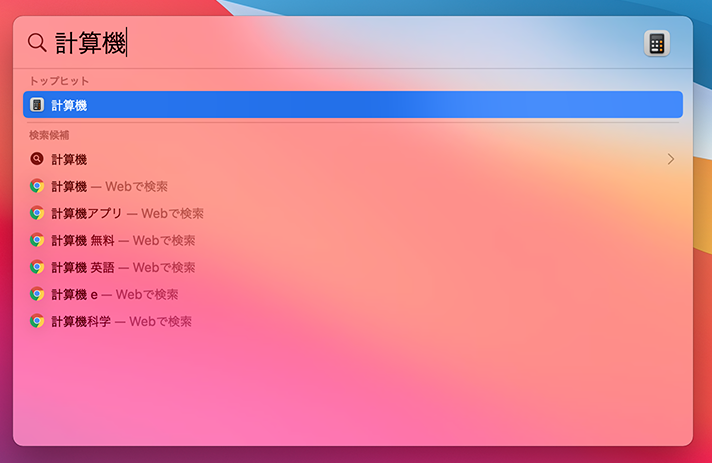 計算機
トップヒット
計算機
検索候補
計算機
計算機 — Webで検索
計算機アプリ — Webで検索
計算機 無料 — Webで検索
計算機 英語 — Webで検索
計算機 e — Webで検索
計算機科学 — Webで検索